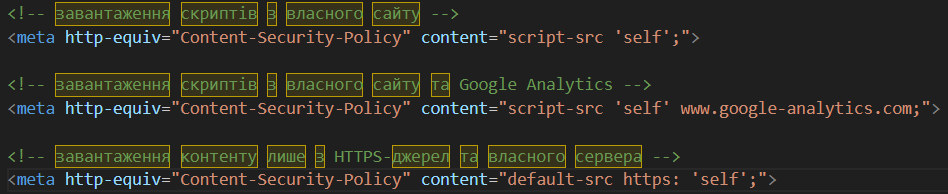 <!-- завантаження скриптів з власного сайту -->
<meta http-equiv="Content-Security-Policy" content="script-src 'self';">
<!-- завантаження скриптів з власного сайту та Google Analytics -->
<meta http-equiv="Content-Security-Policy" content="script-src 'self' www.google-analytics.com;">
<!-- завантаження контенту лише з HTTPS-джерел та власного сервера -->
<meta http-equiv="Content-Security-Policy" content="default-src https: 'self';">